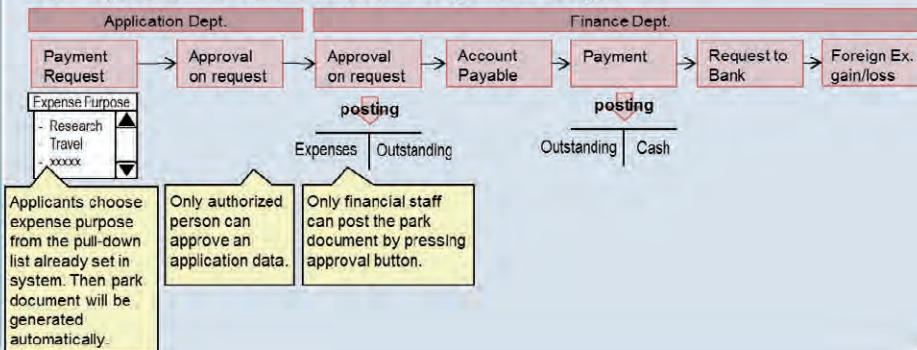 Application Dept.
Finance Dept.
Payment
Request
Approval
on request
Approval
on request
Account
Payable
Payment
Request to
Bank
Foreign Ex.
gain/loss
Expense Purpose
- Research
- Travel
- xxxxx
posting
Expenses
Outstanding
posting
Outstanding
Cash
Applicants choose
expense purpose
from the pull-down
list already set in
system. Then park
document will be
generated
automatically.
Only authorized
person can
approve an
application data.
Only financial staff
can post the park
document by pressing
approval button.